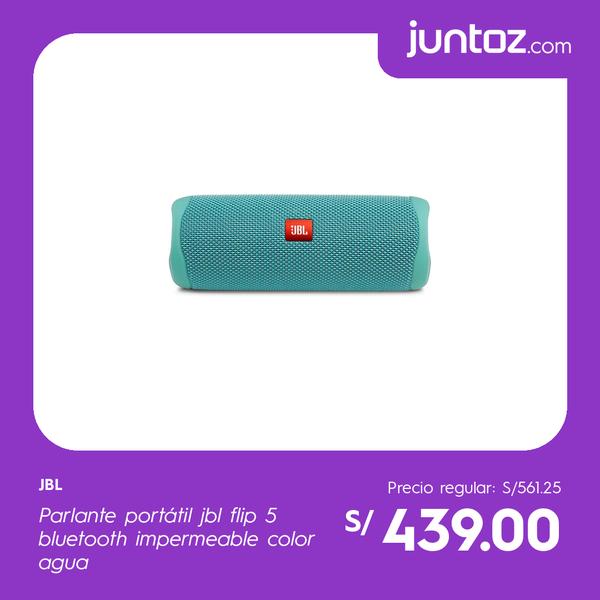 juntoz.com
JBL
JBL
Parlante portátil jbl flip 5
bluetooth impermeable color
agua
Precio regular: S/561.25
S/ 439.00